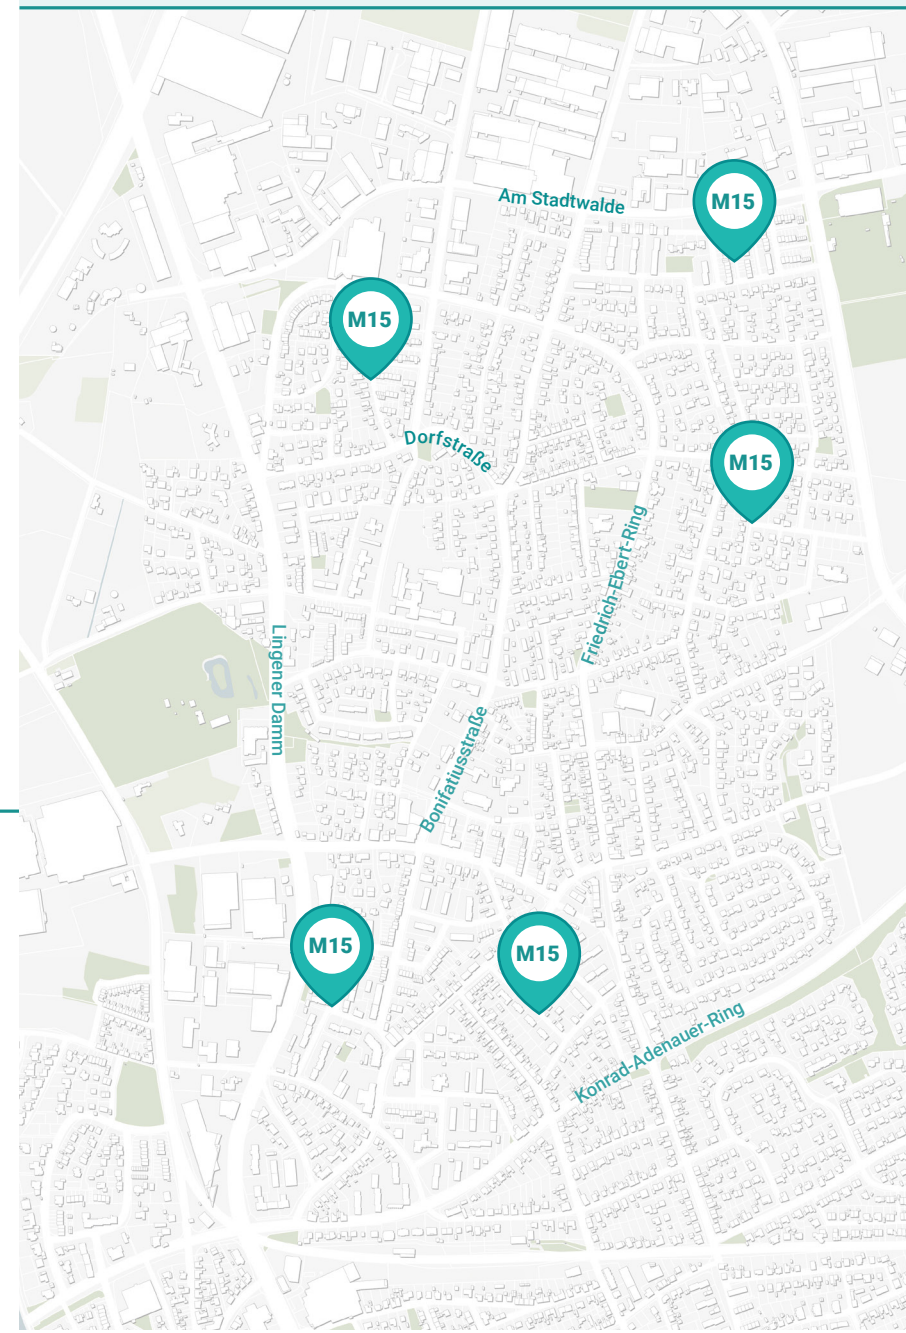 Am Stadtwalde
M15
M15
Dorfstraße
M15
Friedrich-Ebert-Ring
Lingener Damm
Bonifatiusstraße
M15
M15
Konrad-Adenauer-Ring